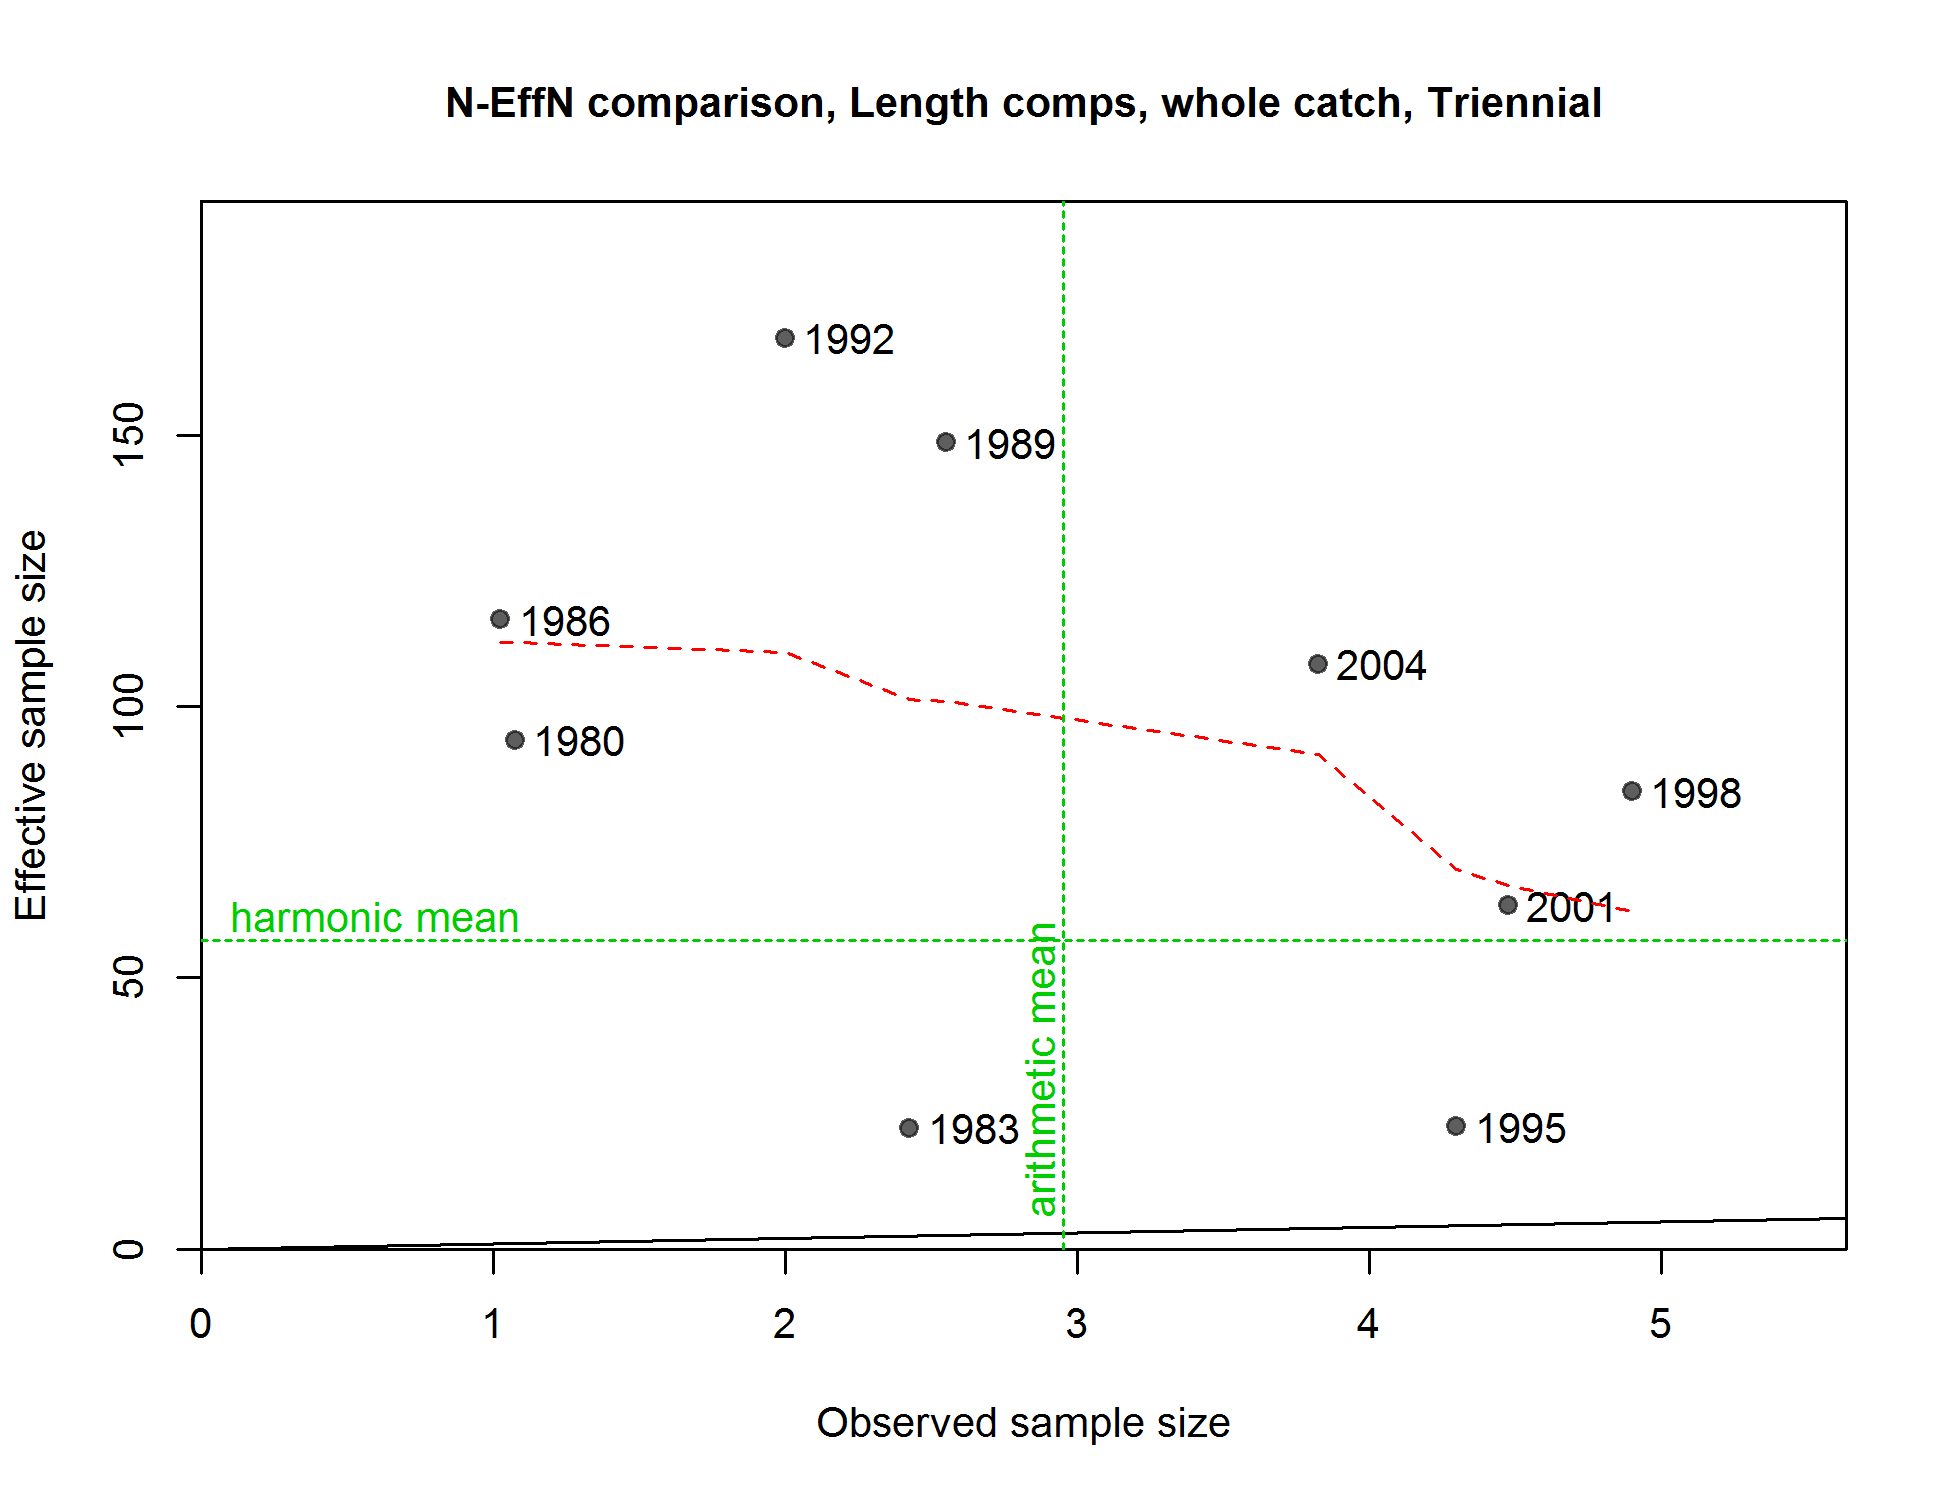 N-EffN comparison, Length comps, whole catch, Triennial
Effective sample size
150
100
50
0
1992
1989
1986
2004
1980
1998
2001
harmonic mean
arithmetic mean
1983
1995
0 1 2 3 4 5
Observed sample size